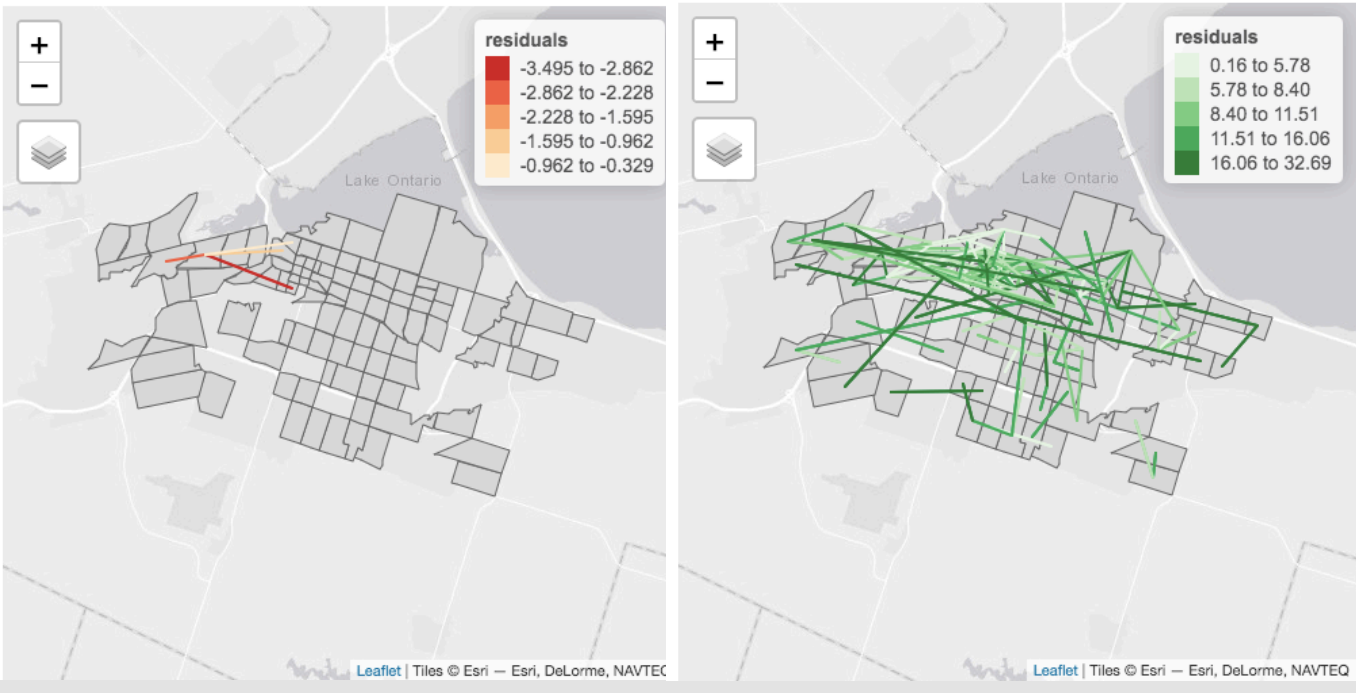 +
−
residuals
-3.495 to -2.862
-2.862 to -2.228
-2.228 to -1.595
-1.595 to -0.962
-0.962 to -0.329
Lake Ontario
Leaflet | Tiles © Esri — Esri, DeLorme, NAVTEQ
+
−
residuals
0.16 to 5.78
5.78 to 8.40
8.40 to 11.51
11.51 to 16.06
16.06 to 32.69
Lake Ontario
Leaflet | Tiles © Esri — Esri, DeLorme, NAVTEQ